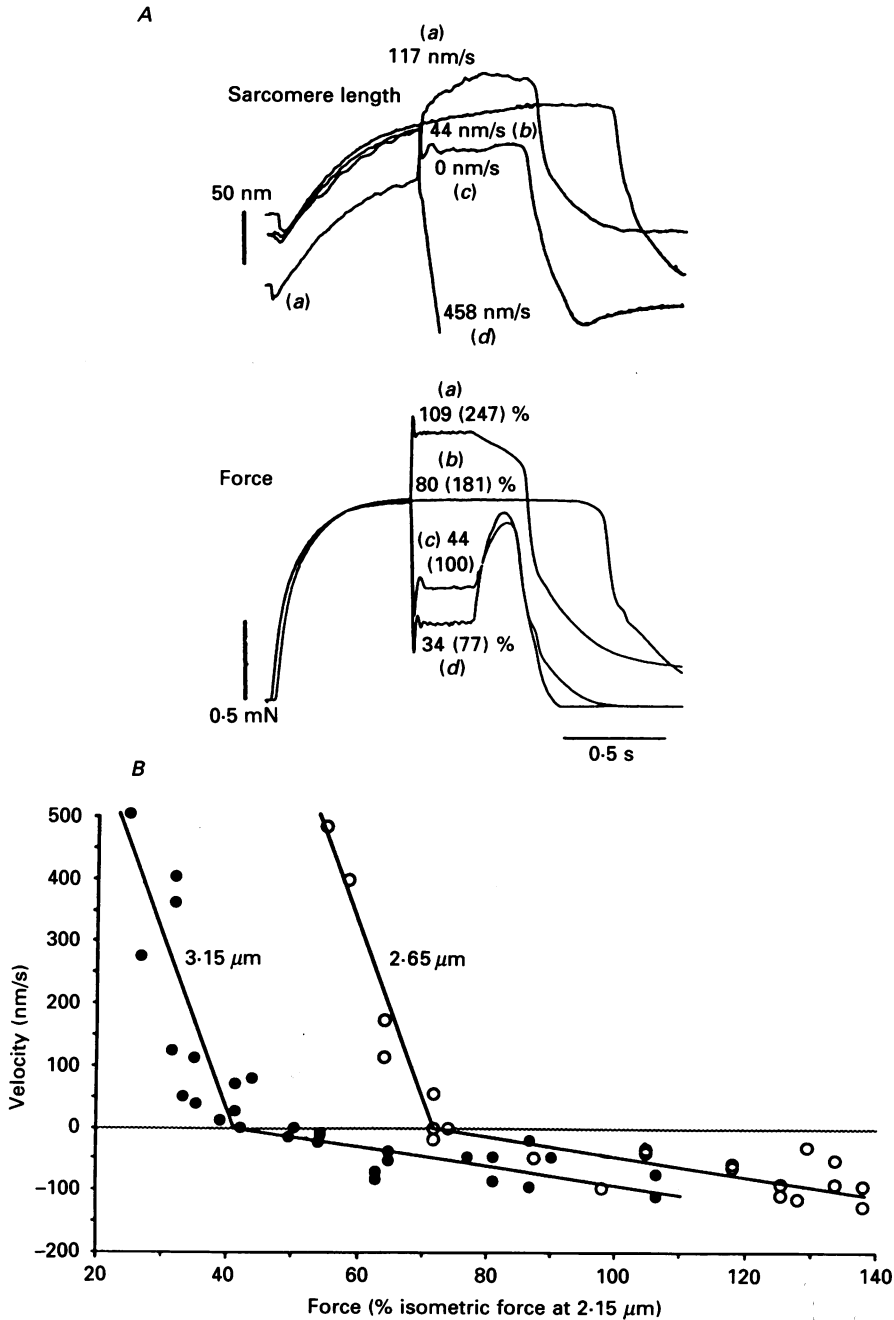 A
(a)
117 nm/s
Sarcomere length
44 nm/s (b)
0 nm/s
(c)
50 nm
(a)
458 nm/s
(d)
(a)
109 (247) %
(b)
80 (181) %
Force
(c) 44
(100)
34 (77) %
(d)
0·5 mN
0·5 s
B
500
400
300
200
100
0
−100
−200
Velocity (nm/s)
3·15 μm
2·65 μm
20
40
60
80
100
120
140
Force (% isometric force at 2·15 μm)